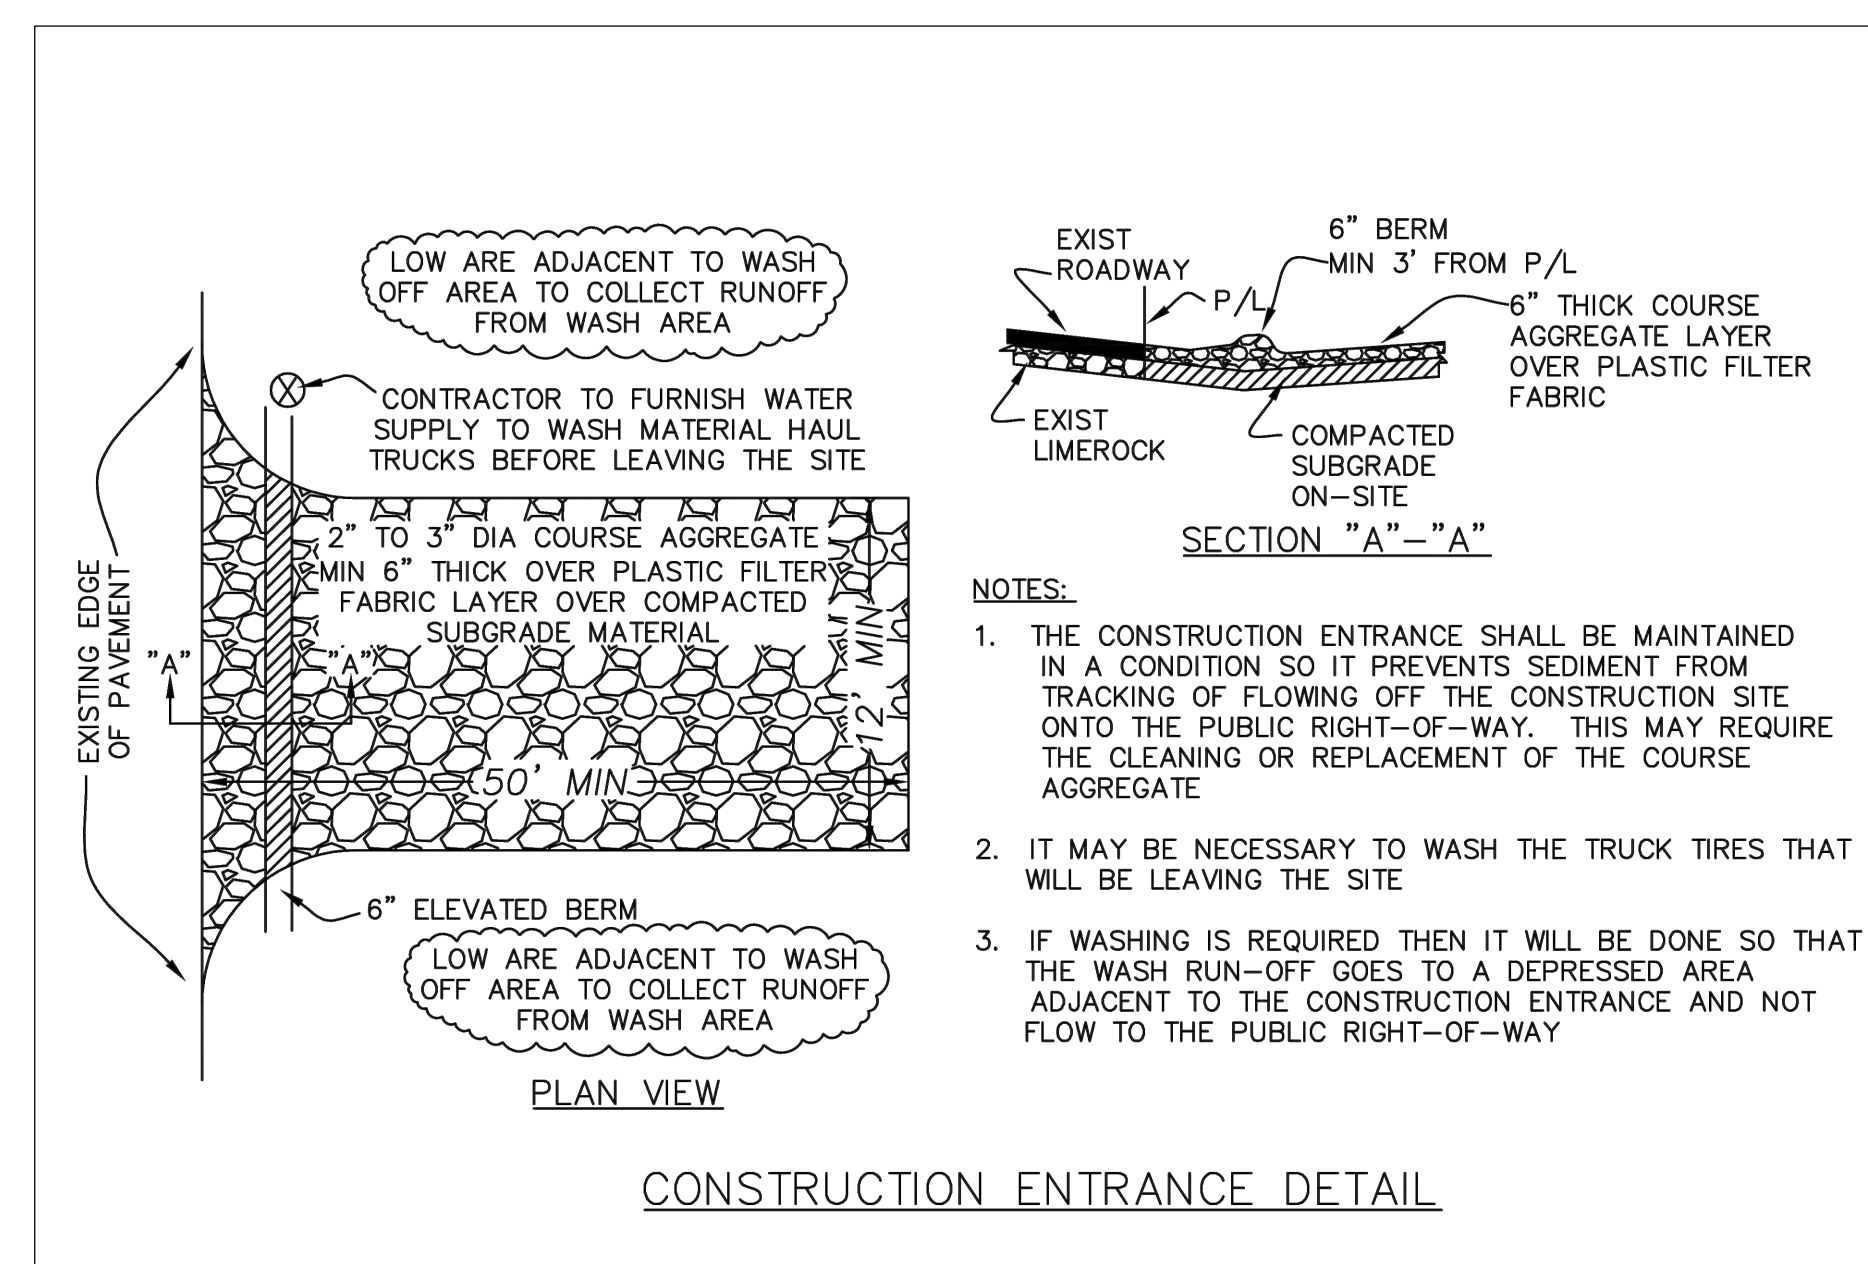 LOW ARE ADJACENT TO WASH
OFF AREA TO COLLECT RUNOFF
FROM WASH AREA
CONTRACTOR TO FURNISH WATER
SUPPLY TO WASH MATERIAL HAUL
TRUCKS BEFORE LEAVING THE SITE
2" TO 3" DIA COURSE AGGREGATE
MIN 6" THICK OVER PLASTIC FILTER
FABRIC LAYER OVER COMPACTED
SUBGRADE MATERIAL
EXISTING EDGE
OF PAVEMENT
"A"
"A"
12' MIN
50' MIN
6" ELEVATED BERM
LOW ARE ADJACENT TO WASH
OFF AREA TO COLLECT RUNOFF
FROM WASH AREA
PLAN VIEW
EXIST
ROADWAY
P/L
6" BERM
MIN 3' FROM P/L
6" THICK COURSE
AGGREGATE LAYER
OVER PLASTIC FILTER
FABRIC
EXIST
LIMEROCK
COMPACTED
SUBGRADE
ON-SITE
SECTION "A"-"A"
NOTES:
1. THE CONSTRUCTION ENTRANCE SHALL BE MAINTAINED
IN A CONDITION SO IT PREVENTS SEDIMENT FROM
TRACKING OF FLOWING OFF THE CONSTRUCTION SITE
ONTO THE PUBLIC RIGHT-OF-WAY. THIS MAY REQUIRE
THE CLEANING OR REPLACEMENT OF THE COURSE
AGGREGATE
2. IT MAY BE NECESSARY TO WASH THE TRUCK TIRES THAT
WILL BE LEAVING THE SITE
3. IF WASHING IS REQUIRED THEN IT WILL BE DONE SO THAT
THE WASH RUN-OFF GOES TO A DEPRESSED AREA
ADJACENT TO THE CONSTRUCTION ENTRANCE AND NOT
FLOW TO THE PUBLIC RIGHT-OF-WAY
CONSTRUCTION ENTRANCE DETAIL